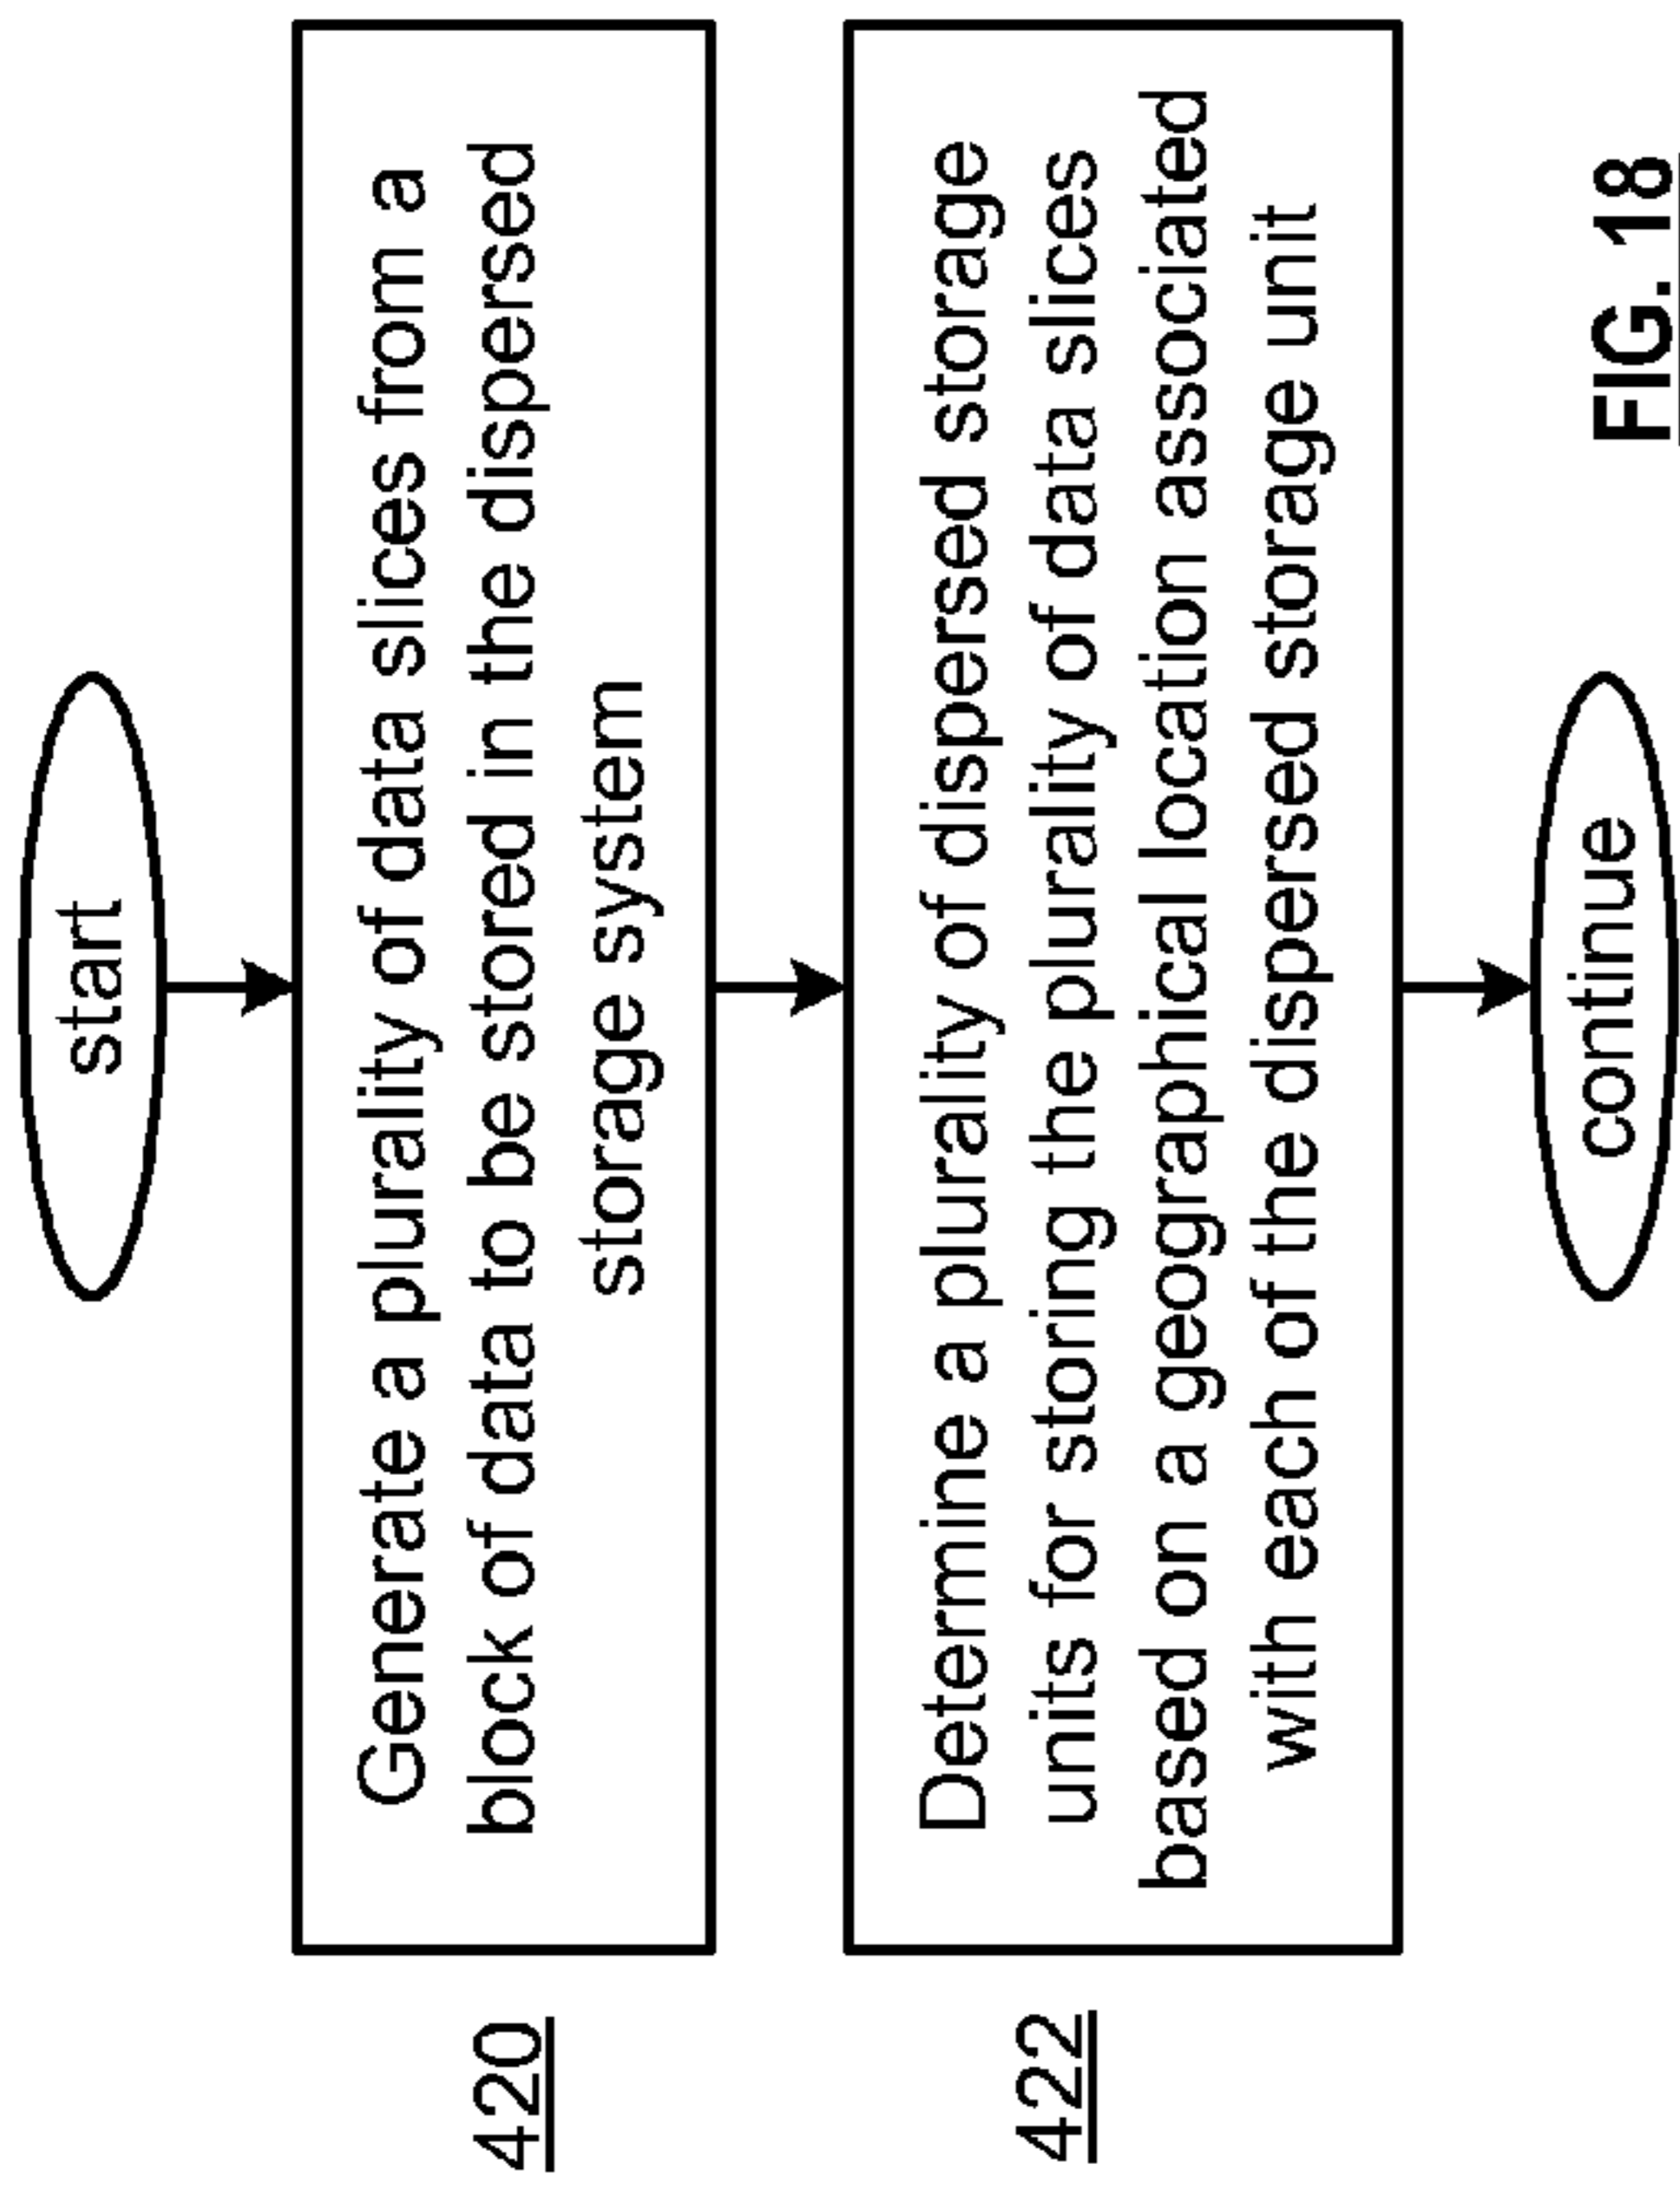 start
420
Generate a plurality of data slices from a
block of data to be stored in the dispersed
storage system
422
Determine a plurality of dispersed storage
units for storing the plurality of data slices
based on a geographical location associated
with each of the dispersed storage unit
continue
FIG. 18